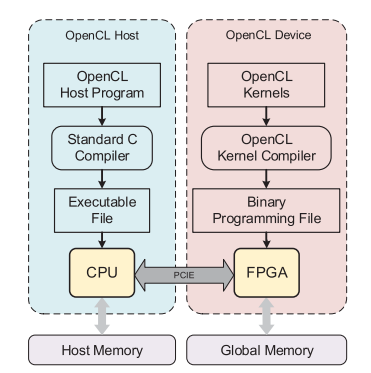 OpenCL Host
OpenCL
Host Program
Standard C
Compiler
Executable
File
CPU
Host Memory
PCIE
OpenCL Device
OpenCL
Kernels
OpenCL
Kernel Compiler
Binary
Programming File
FPGA
Global Memory